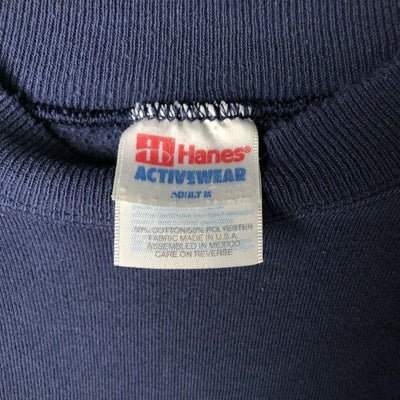 Hanes®
ACTIVEWEAR
ADULT M
50% COTTON/50% POLYESTER
FABRIC MADE IN U.S.A.
ASSEMBLED IN MEXICO
CARE ON REVERSE